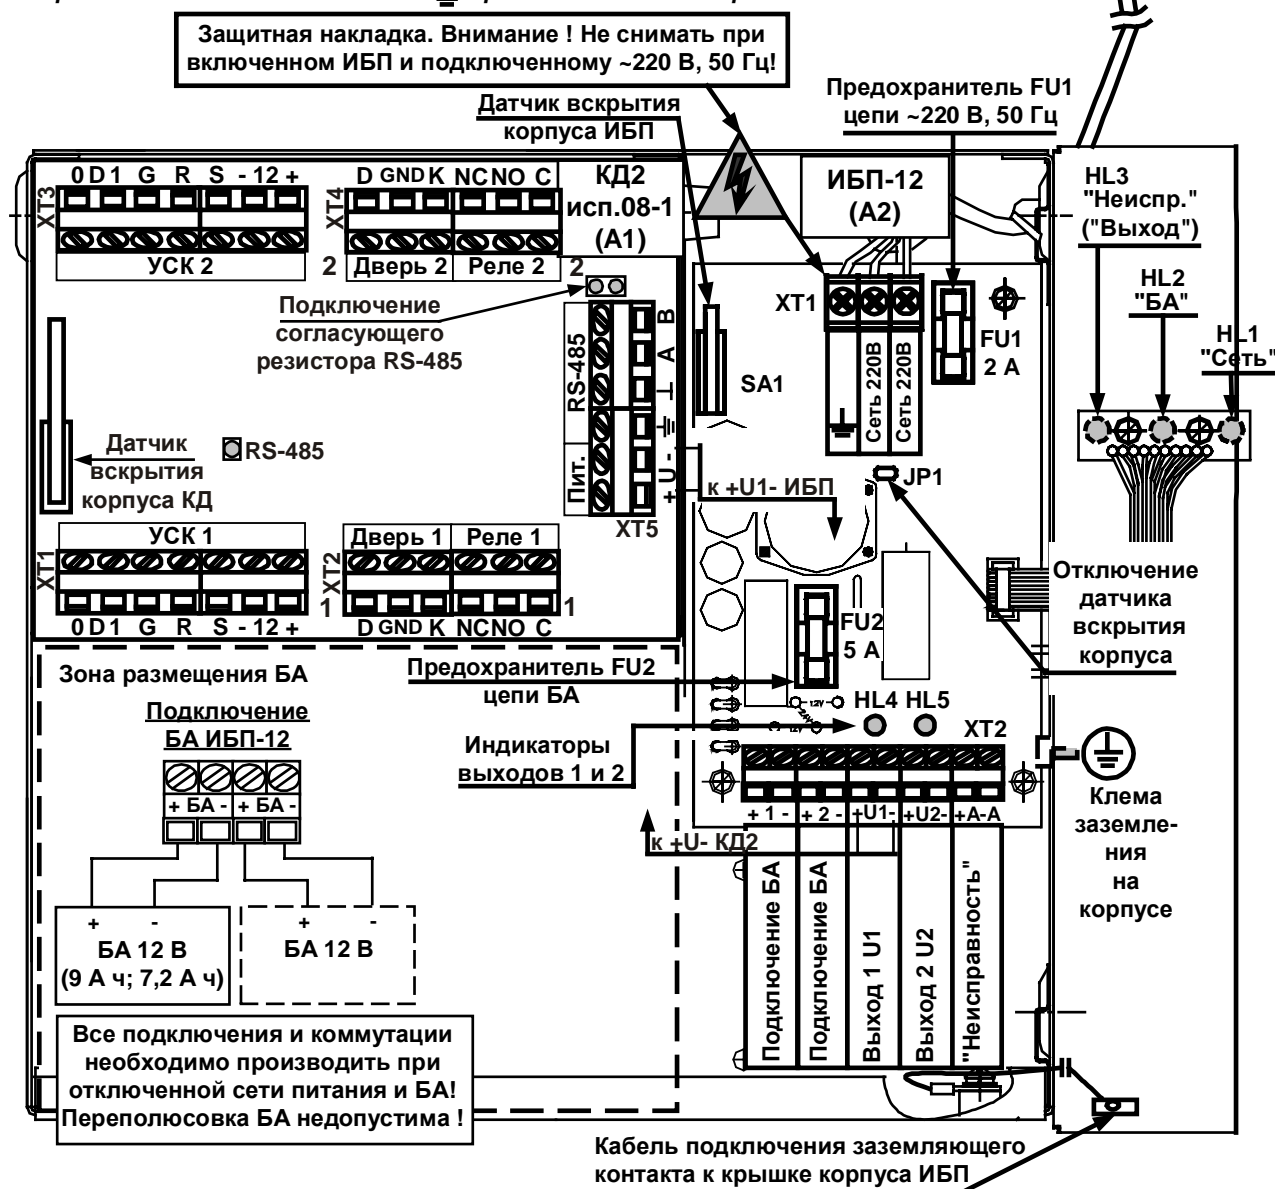 Защитная накладка. Внимание ! Не снимать при
включенном ИБП и подключенному ~220 В, 50 Гц!
Датчик вскрытия
корпуса ИБП
Предохранитель FU1
цепи ~220 В, 50 Гц
XT3
0 D 1 G R S - 12 +
УСК 2
XT4
D GND K NC NO C
2 Дверь 2 Реле 2 2
КД2
исп.08-1
(А1)
ИБП-12
(А2)
HL3
"Неиспр."
("Выход")
HL2
"БА"
HL1
"Сеть"
Подключение
согласующего
резистора RS-485
RS-485
B
A
⊥
Пит.
+ U -
XT5
XT1
FU1
2 А
SA1
Сеть 220В
Сеть 220В
JP1
к +U1- ИБП
Датчик
вскрытия
корпуса КД
RS-485
УСК 1
XT1
0 D 1 G R S - 12 +
1
Дверь 1 Реле 1
XT2
D GND K NC NO C
1
Отключение
датчика
вскрытия
корпуса
FU2
5 А
Зона размещения БА
Предохранитель FU2
цепи БА
12V
24V
12V
HL4 HL5
XT2
Подключение
БА ИБП-12
+ БА - + БА -
Индикаторы
выходов 1 и 2
+ 1 - + 2 - +U1- +U2- +А-А
к +U- КД2
Клема
заземле-
ния
на
корпусе
Подключение БА
Подключение БА
Выход 1 U1
Выход 2 U2
"Неисправность"
+ -
БА 12 В
(9 А ч; 7,2 А ч)
+ -
БА 12 В
Все подключения и коммутации
необходимо производить при
отключенной сети питания и БА!
Переполюсовка БА недопустима !
Кабель подключения заземляющего
контакта к крышке корпуса ИБП